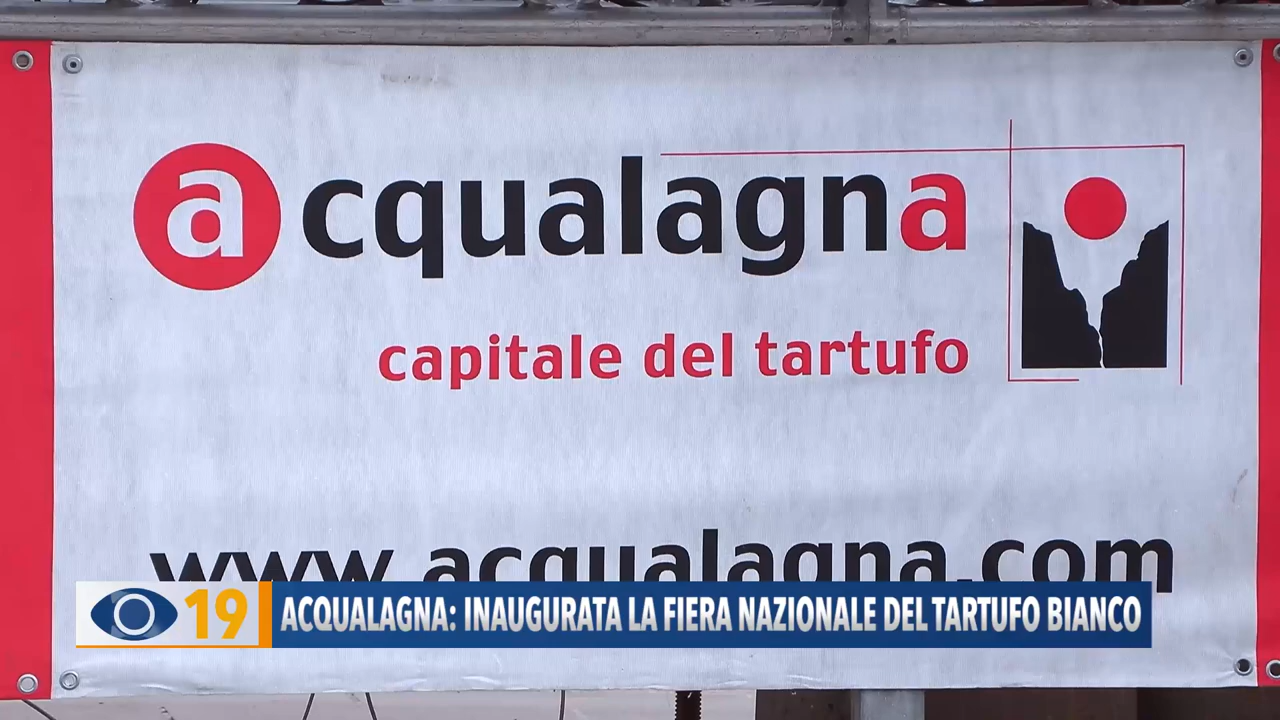 acqualagna
capitale del tartufo
www.acqualagna.com
19
ACQUALAGNA: INAUGURATA LA FIERA NAZIONALE DEL TARTUFO BIANCO